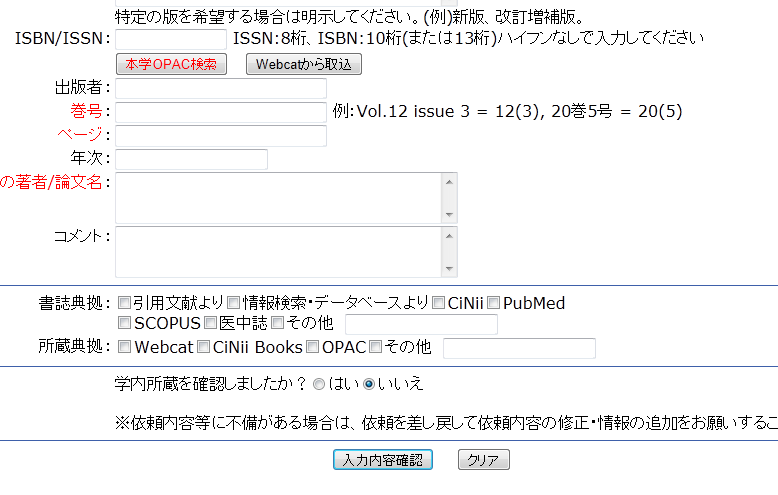 特定の版を希望する場合は明示してください。(例)新版、改訂増補版。
ISBN/ISSN: ISSN:8桁、ISBN:10桁(または13桁)ハイフンなしで入力してください
本学OPAC検索 Webcatから取込
出版者:
巻号: 例:Vol.12 issue 3 = 12(3), 20巻5号 = 20(5)
ページ:
年次:
の著者/論文名:
コメント:
書誌典拠: 引用文献より 情報検索・データベースより CiNii PubMed
SCOPUS 医中誌 その他
所蔵典拠: Webcat CiNii Books OPAC その他
学内所蔵を確認しましたか? はい いいえ
※依頼内容等に不備がある場合は、依頼を差し戻して依頼内容の修正・情報の追加をお願いするこ
入力内容確認 クリア